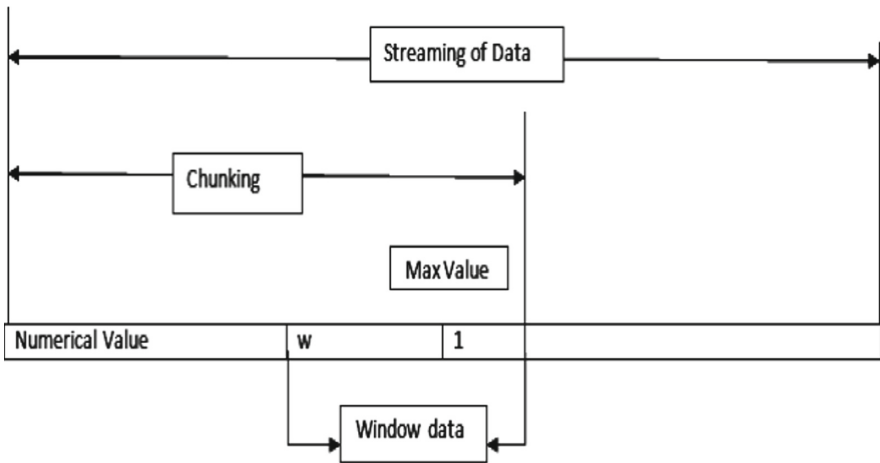 Streaming of Data
Chunking
Max Value
Numerical Value w 1
Window data